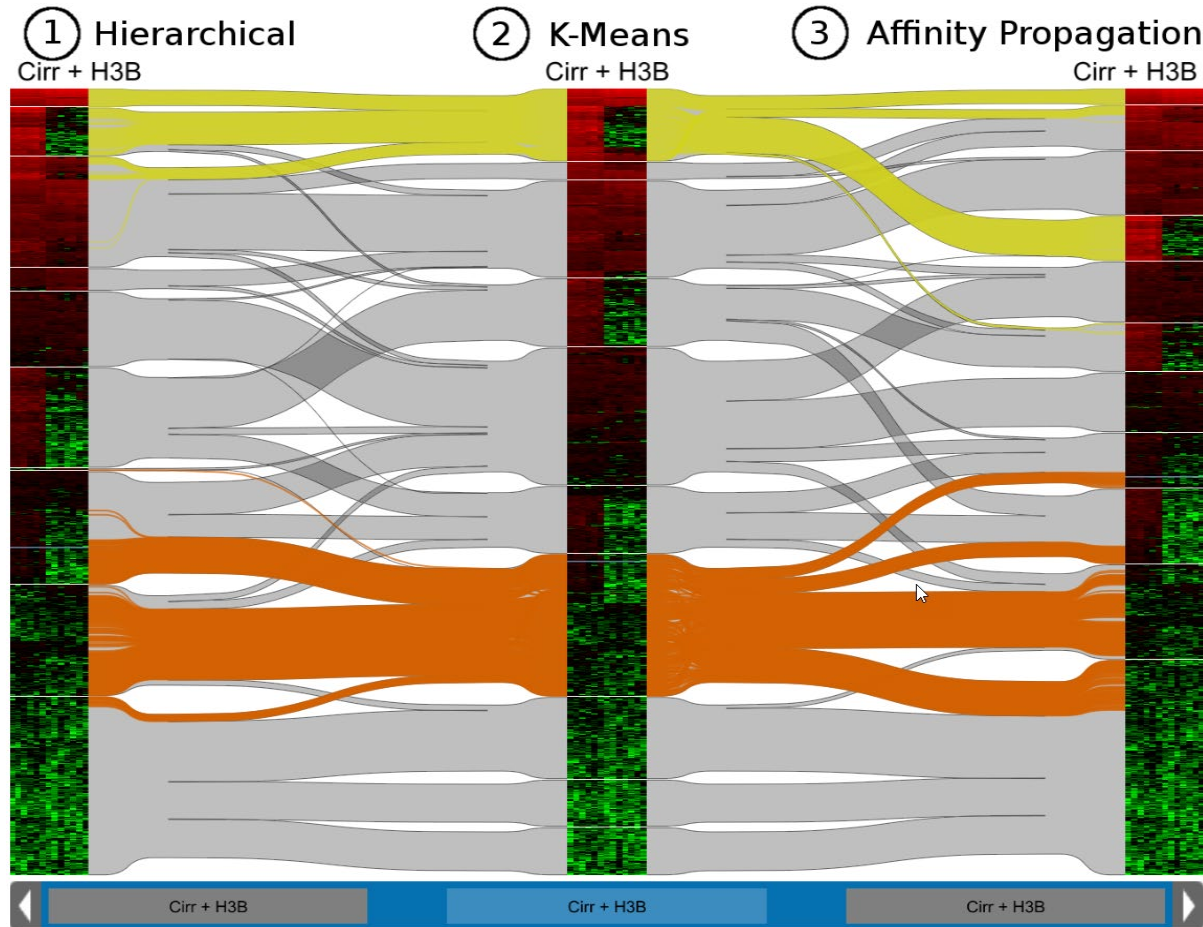 1 Hierarchical
2 K-Means
3 Affinity Propagation
Cirr + H3B
Cirr + H3B
Cirr + H3B
Cirr + H3B
Cirr + H3B
Cirr + H3B